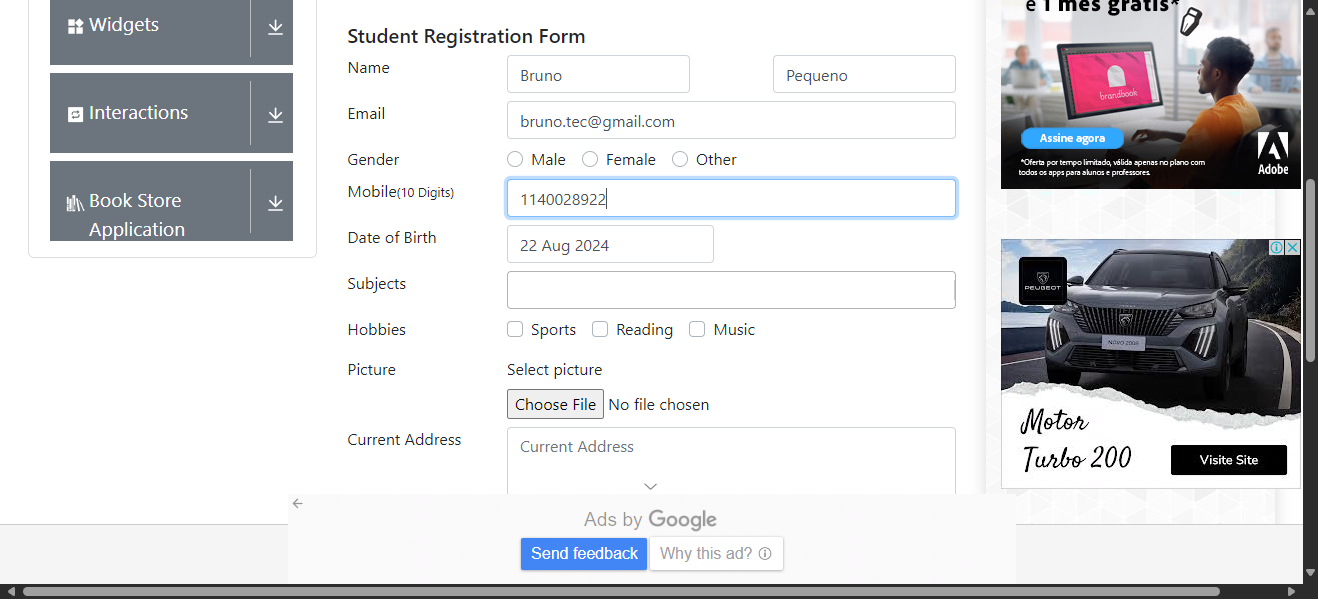 Widgets
Interactions
Book Store
Application
Student Registration Form
Name
Bruno
Pequeno
Email
bruno.tec@gmail.com
Gender
Male
Female
Other
Mobile(10 Digits)
1140028922
Date of Birth
22 Aug 2024
Subjects
Hobbies
Sports
Reading
Music
Picture
Select picture
Choose File No file chosen
Current Address
Current Address
Ads by Google
Send feedback
Why this ad?
e 1 mês grátis*
brandbook
Assine agora
*Oferta por tempo limitado, válida apenas no plano com
todos os apps para alunos e professores.
Adobe
PEUGEOT
NOVO 2008
Motor
Turbo 200
Visite Site